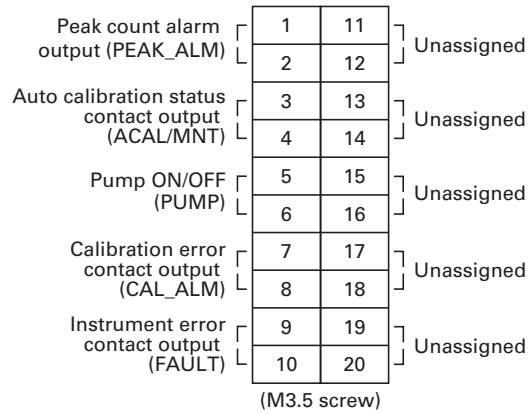 Peak count alarm
output (PEAK_ALM)
1 11
2 12
Unassigned
Auto calibration status
contact output
(ACAL/MNT)
3 13
4 14
Unassigned
Pump ON/OFF
(PUMP)
5 15
6 16
Unassigned
Calibration error
contact output
(CAL_ALM)
7 17
8 18
Unassigned
Instrument error
contact output
(FAULT)
9 19
10 20
Unassigned
(M3.5 screw)